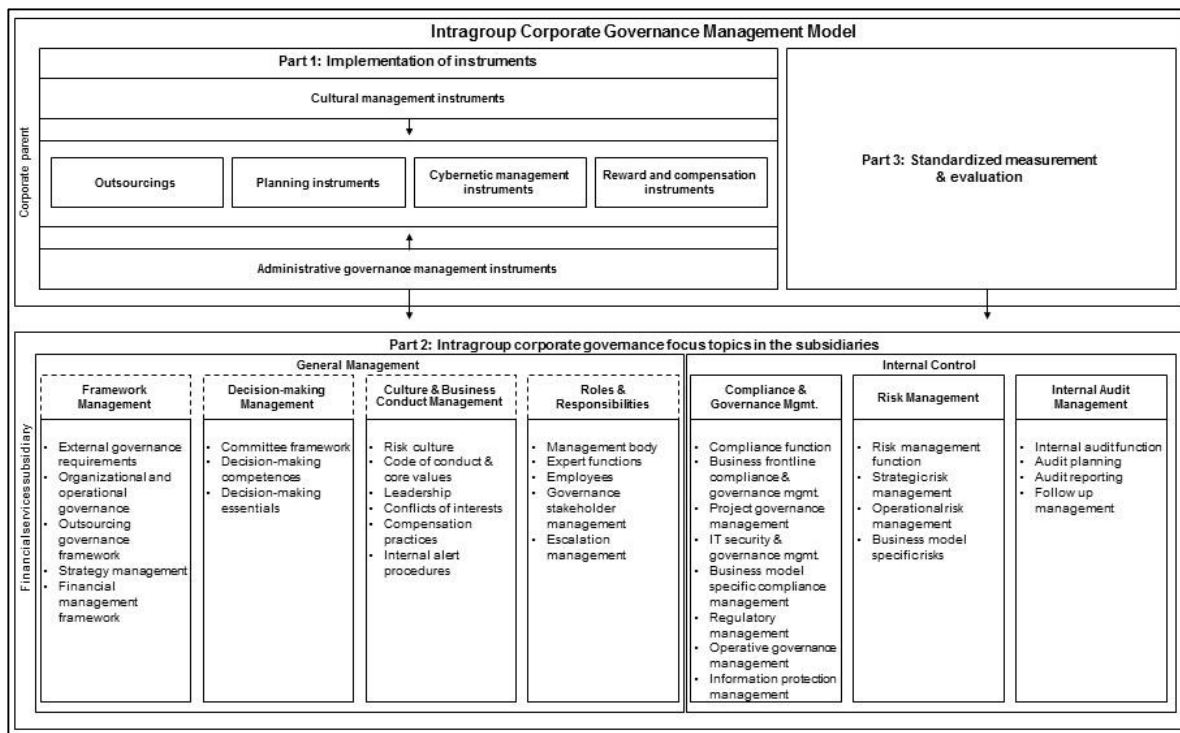 Intragroup Corporate Governance Management Model
Corporate parent
Part 1: Implementation of instruments
Cultural management instruments
Outsourcings
Planning instruments
Cybernetic management
instruments
Reward and compensation
instruments
Administrative governance management instruments
Part 3: Standardized measurement
& evaluation
Financial services subsidiary
Part 2: Intragroup corporate governance focus topics in the subsidiaries
General Management
Framework
Management
• External governance
requirements
• Organizational and
operational
governance
• Outsourcing
governance
framework
• Strategy management
• Financial
management
framework
Decision-making
Management
• Committee framework
• Decision-making
competences
• Decision-making
essentials
Culture & Business
Conduct Management
• Risk culture
• Code of conduct &
core values
• Leadership
• Conflicts of interests
• Compensation
practices
• Internal alert
procedures
Roles &
Responsibilities
• Management body
• Expert functions
• Employees
• Governance
stakeholder
management
• Escalation
management
Internal Control
Compliance &
Governance Mgmt.
• Compliance function
• Business frontline
compliance &
governance mgmt.
• Project governance
management
• IT security &
governance mgmt.
• Business model
specific compliance
management
• Regulatory
management
• Operative governance
management
• Information protection
management
Risk Management
• Risk management
function
• Strategic risk
management
• Operational risk
management
• Business model
specific risks
Internal Audit
Management
• Internal audit function
• Audit planning
• Audit reporting
• Follow up
management